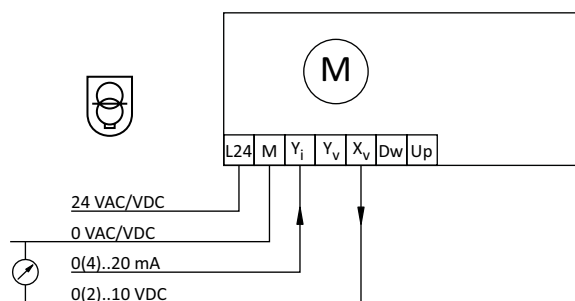 M
L24 M Yi Yv Xv Dw Up
24 VAC/VDC
0 VAC/VDC
0(4)..20 mA
0(2)..10 VDC